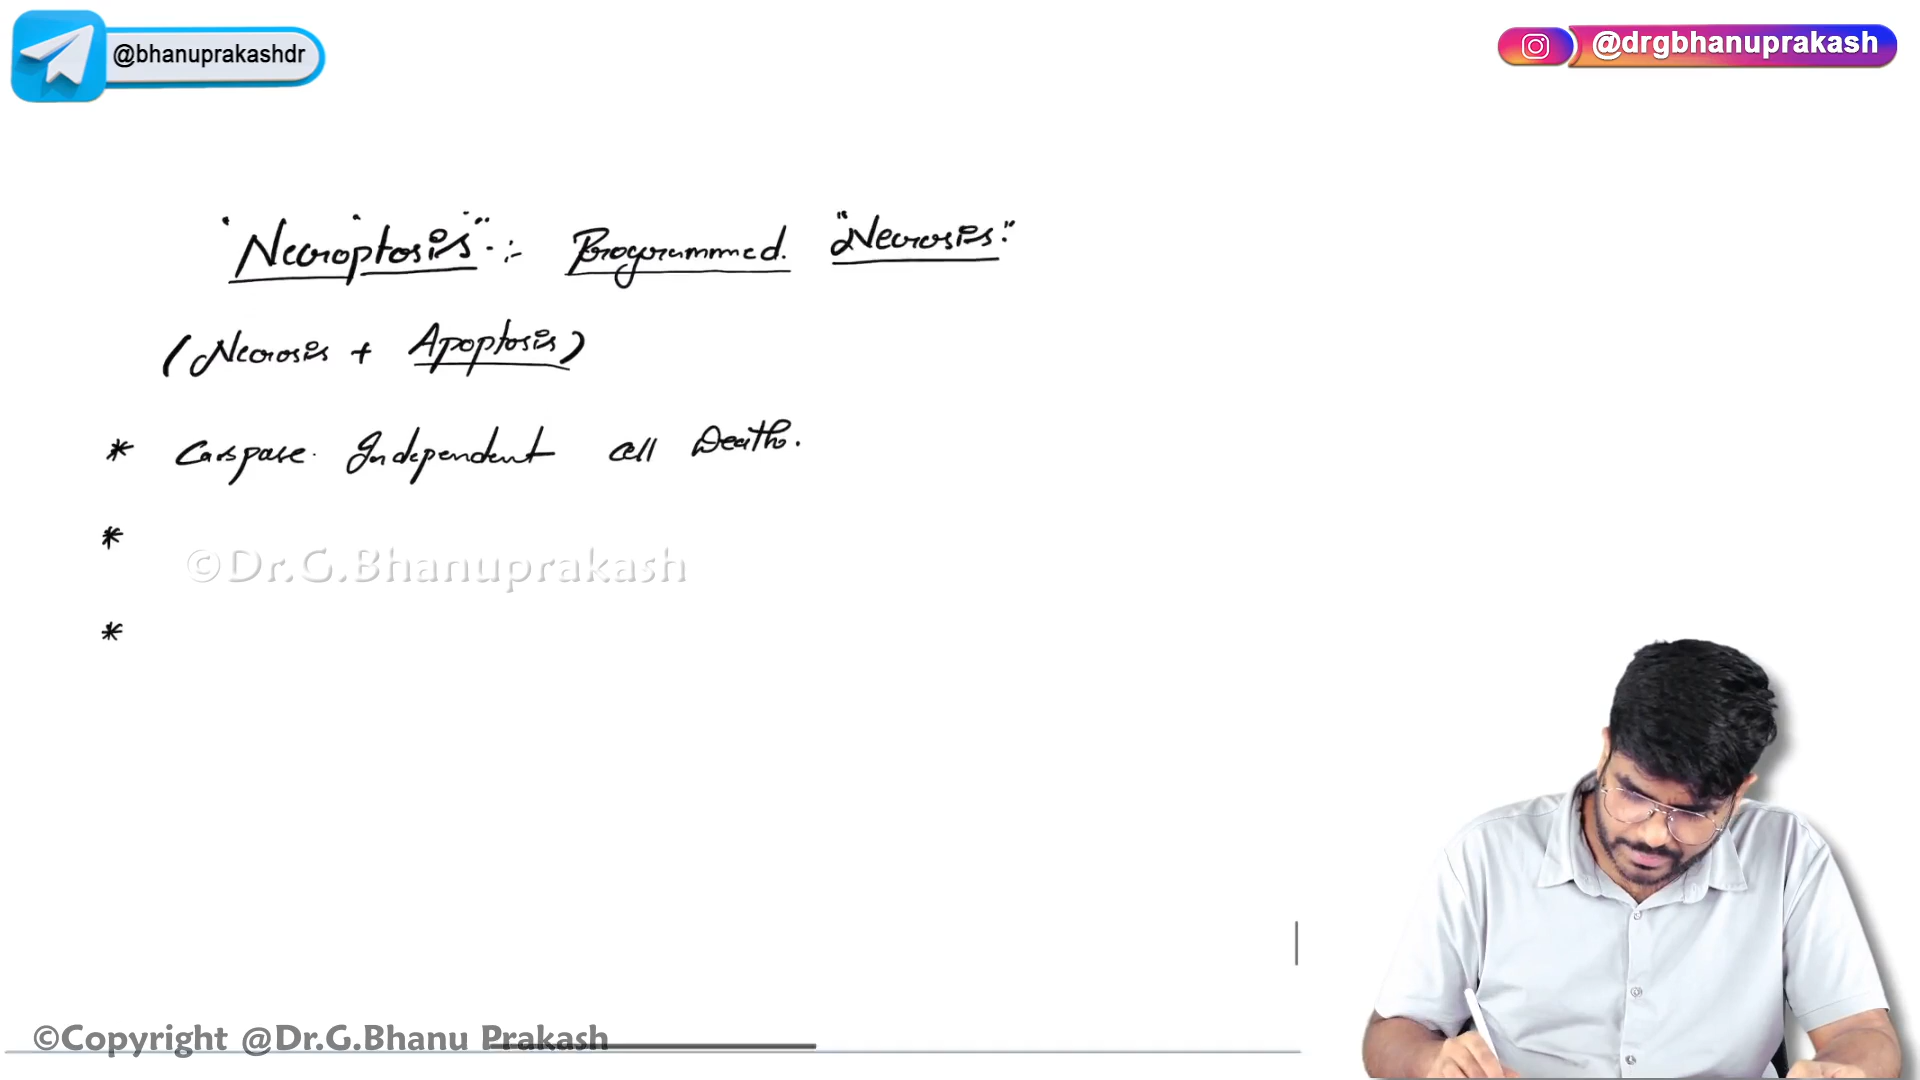 @bhanuprakashdr
@drgbhanuprakash
"Necroptosis" :- Programmed. "Necrosis."
(Necrosis + Apoptosis)
* Caspase. Independent cell Death.
*
©Dr.G.Bhanuprakash
*
©Copyright @Dr.G.Bhanu Prakash